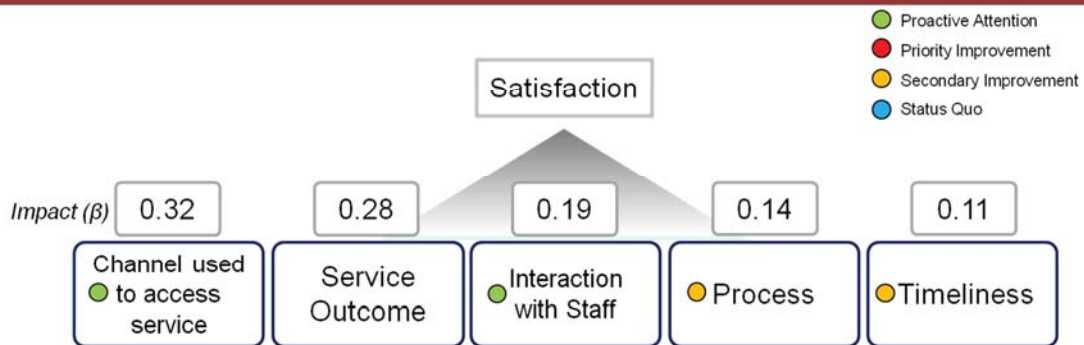 Proactive Attention
Priority Improvement
Secondary Improvement
Status Quo
Satisfaction
Impact (β)
0.32
0.28
0.19
0.14
0.11
Channel used
to access
service
Service
Outcome
Interaction
with Staff
Process
Timeliness